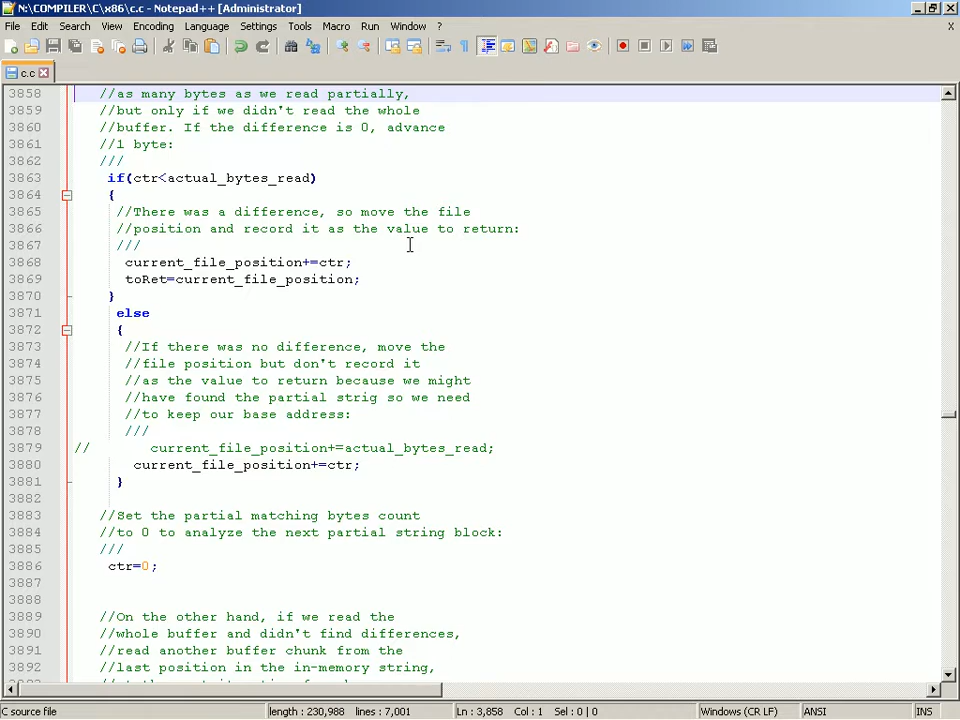 N:\COMPILER\C\x86\c.c - Notepad++ [Administrator]
File Edit Search View Encoding Language Settings Tools Macro Run Window ? X
c.c
3858 //as many bytes as we read partially,
3859 //but only if we didn't read the whole
3860 //buffer. If the difference is 0, advance
3861 //1 byte:
3862 ///
3863 if(ctr<actual_bytes_read)
3864 {
3865 //There was a difference, so move the file
3866 //position and record it as the value to return:
3867 ///
3868 current_file_position+=ctr;
3869 toRet=current_file_position;
3870 }
3871 else
3872 {
3873 //If there was no difference, move the
3874 //file position but don't record it
3875 //as the value to return because we might
3876 //have found the partial strig so we need
3877 //to keep our base address:
3878 ///
3879 // current_file_position+=actual_bytes_read;
3880 current_file_position+=ctr;
3881 }
3882
3883 //Set the partial matching bytes count
3884 //to 0 to analyze the next partial string block:
3885 ///
3886 ctr=0;
3887
3888
3889 //On the other hand, if we read the
3890 //whole buffer and didn't find differences,
3891 //read another buffer chunk from the
3892 //last position in the in-memory string,
C source file length : 230,988 lines : 7,001 Ln : 3,858 Col : 1 Sel : 0 | 0 Windows (CR LF) ANSI INS